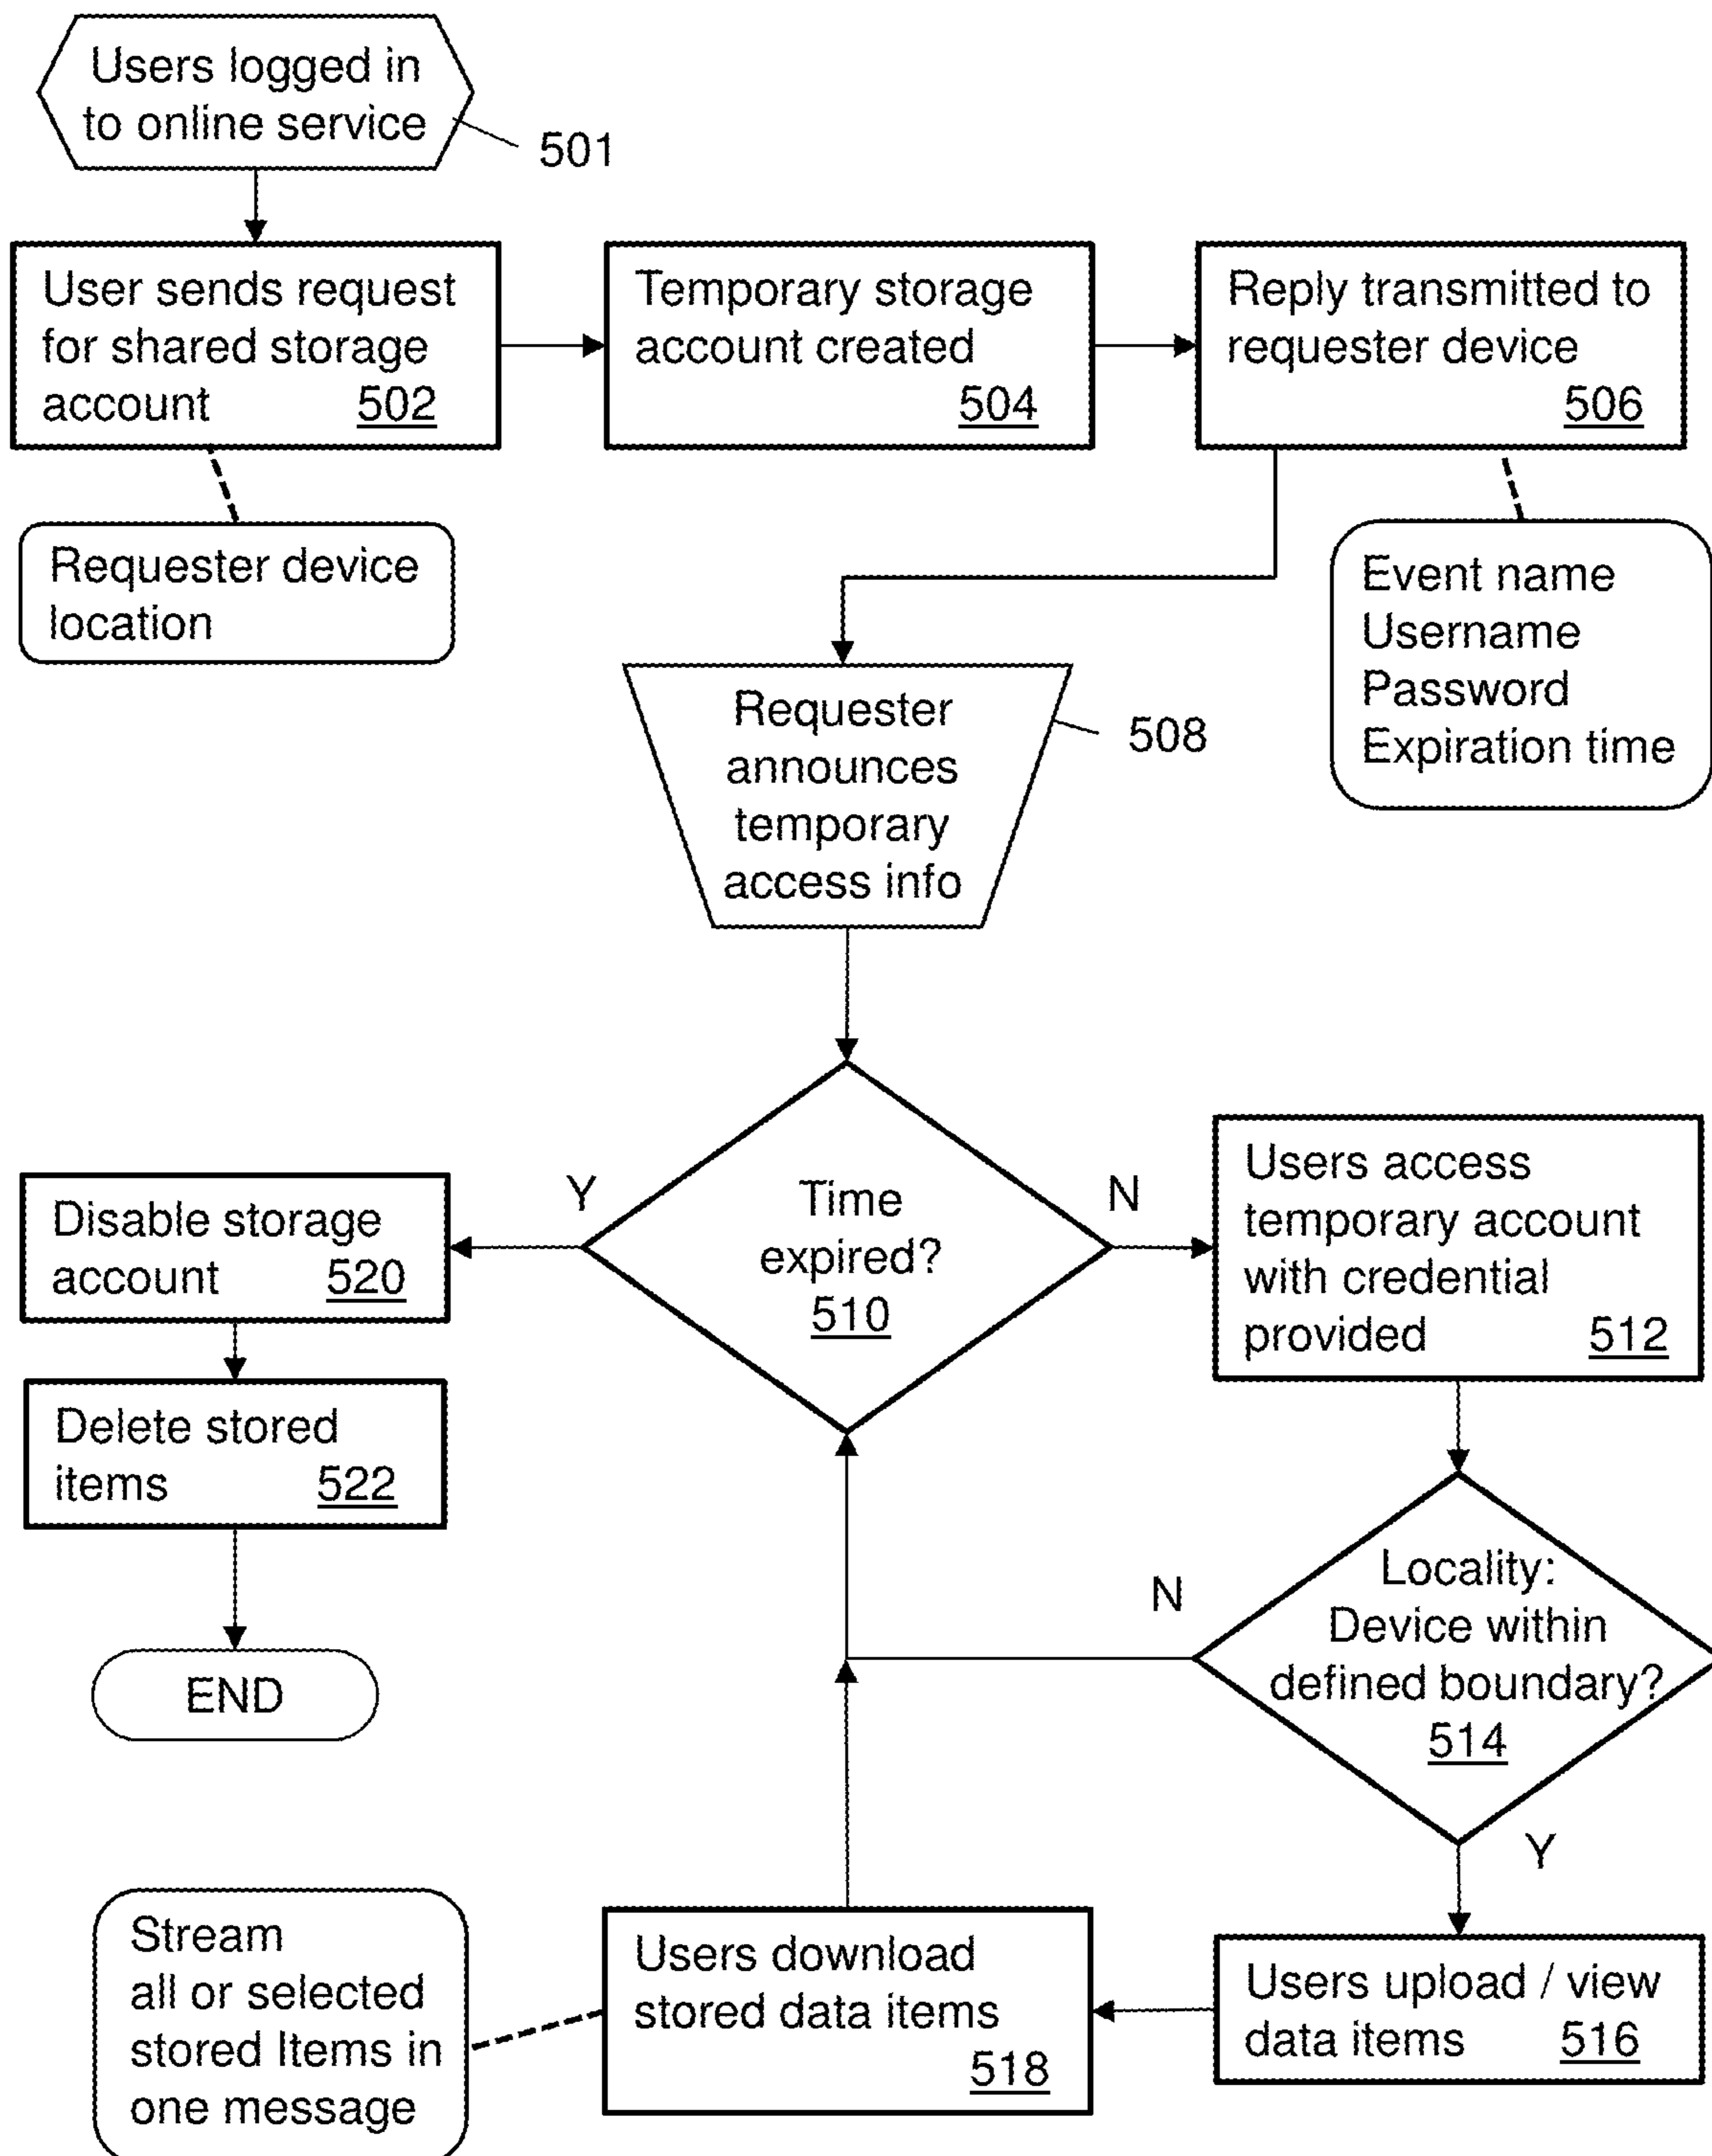 Users logged in
to online service
501
User sends request
for shared storage
account 502
Temporary storage
account created
504
Reply transmitted to
requester device
506
Requester device
location
Event name
Username
Password
Expiration time
Requester
announces
temporary
access info
508
Time
expired?
510
Y
N
Users access
temporary account
with credential
provided 512
Disable storage
account 520
Delete stored
items 522
END
Locality:
Device within
defined boundary?
514
N
Y
Users upload / view
data items 516
Users download
stored data items
518
Stream
all or selected
stored Items in
one message